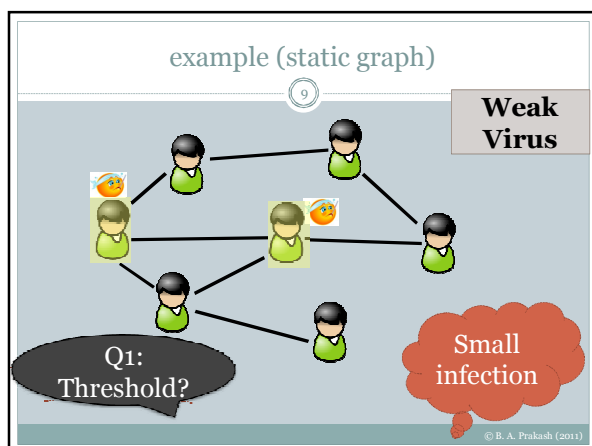 example (static graph)
9
Weak
Virus
Q1:
Threshold?
Small
infection
© B. A. Prakash (2011)